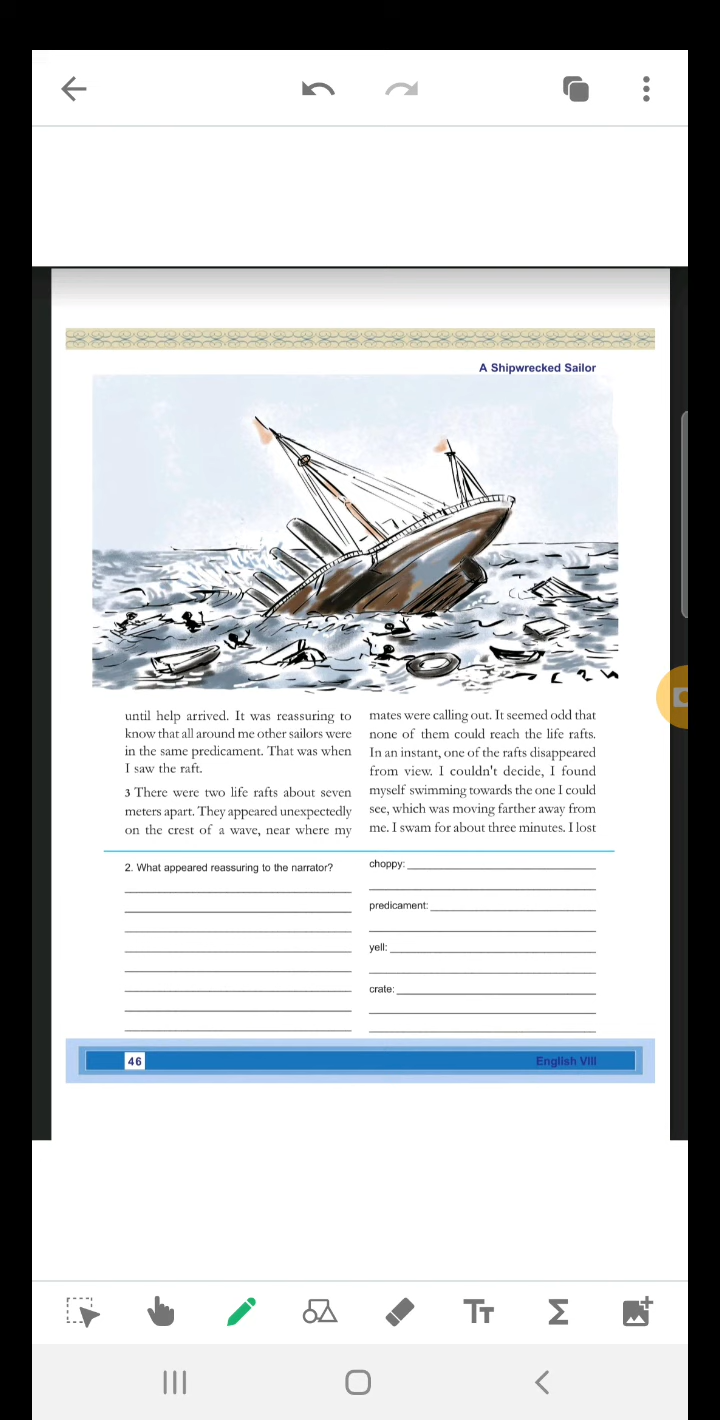 A Shipwrecked Sailor
until help arrived. It was reassuring to
know that all around me other sailors were
in the same predicament. That was when
I saw the raft.
3 There were two life rafts about seven
meters apart. They appeared unexpectedly
on the crest of a wave, near where my
mates were calling out. It seemed odd that
none of them could reach the life rafts.
In an instant, one of the rafts disappeared
from view. I couldn't decide, I found
myself swimming towards the one I could
see, which was moving farther away from
me. I swam for about three minutes. I lost
2. What appeared reassuring to the narrator?
choppy:
predicament:
yell:
crate:
46
English VIII
TT
Σ